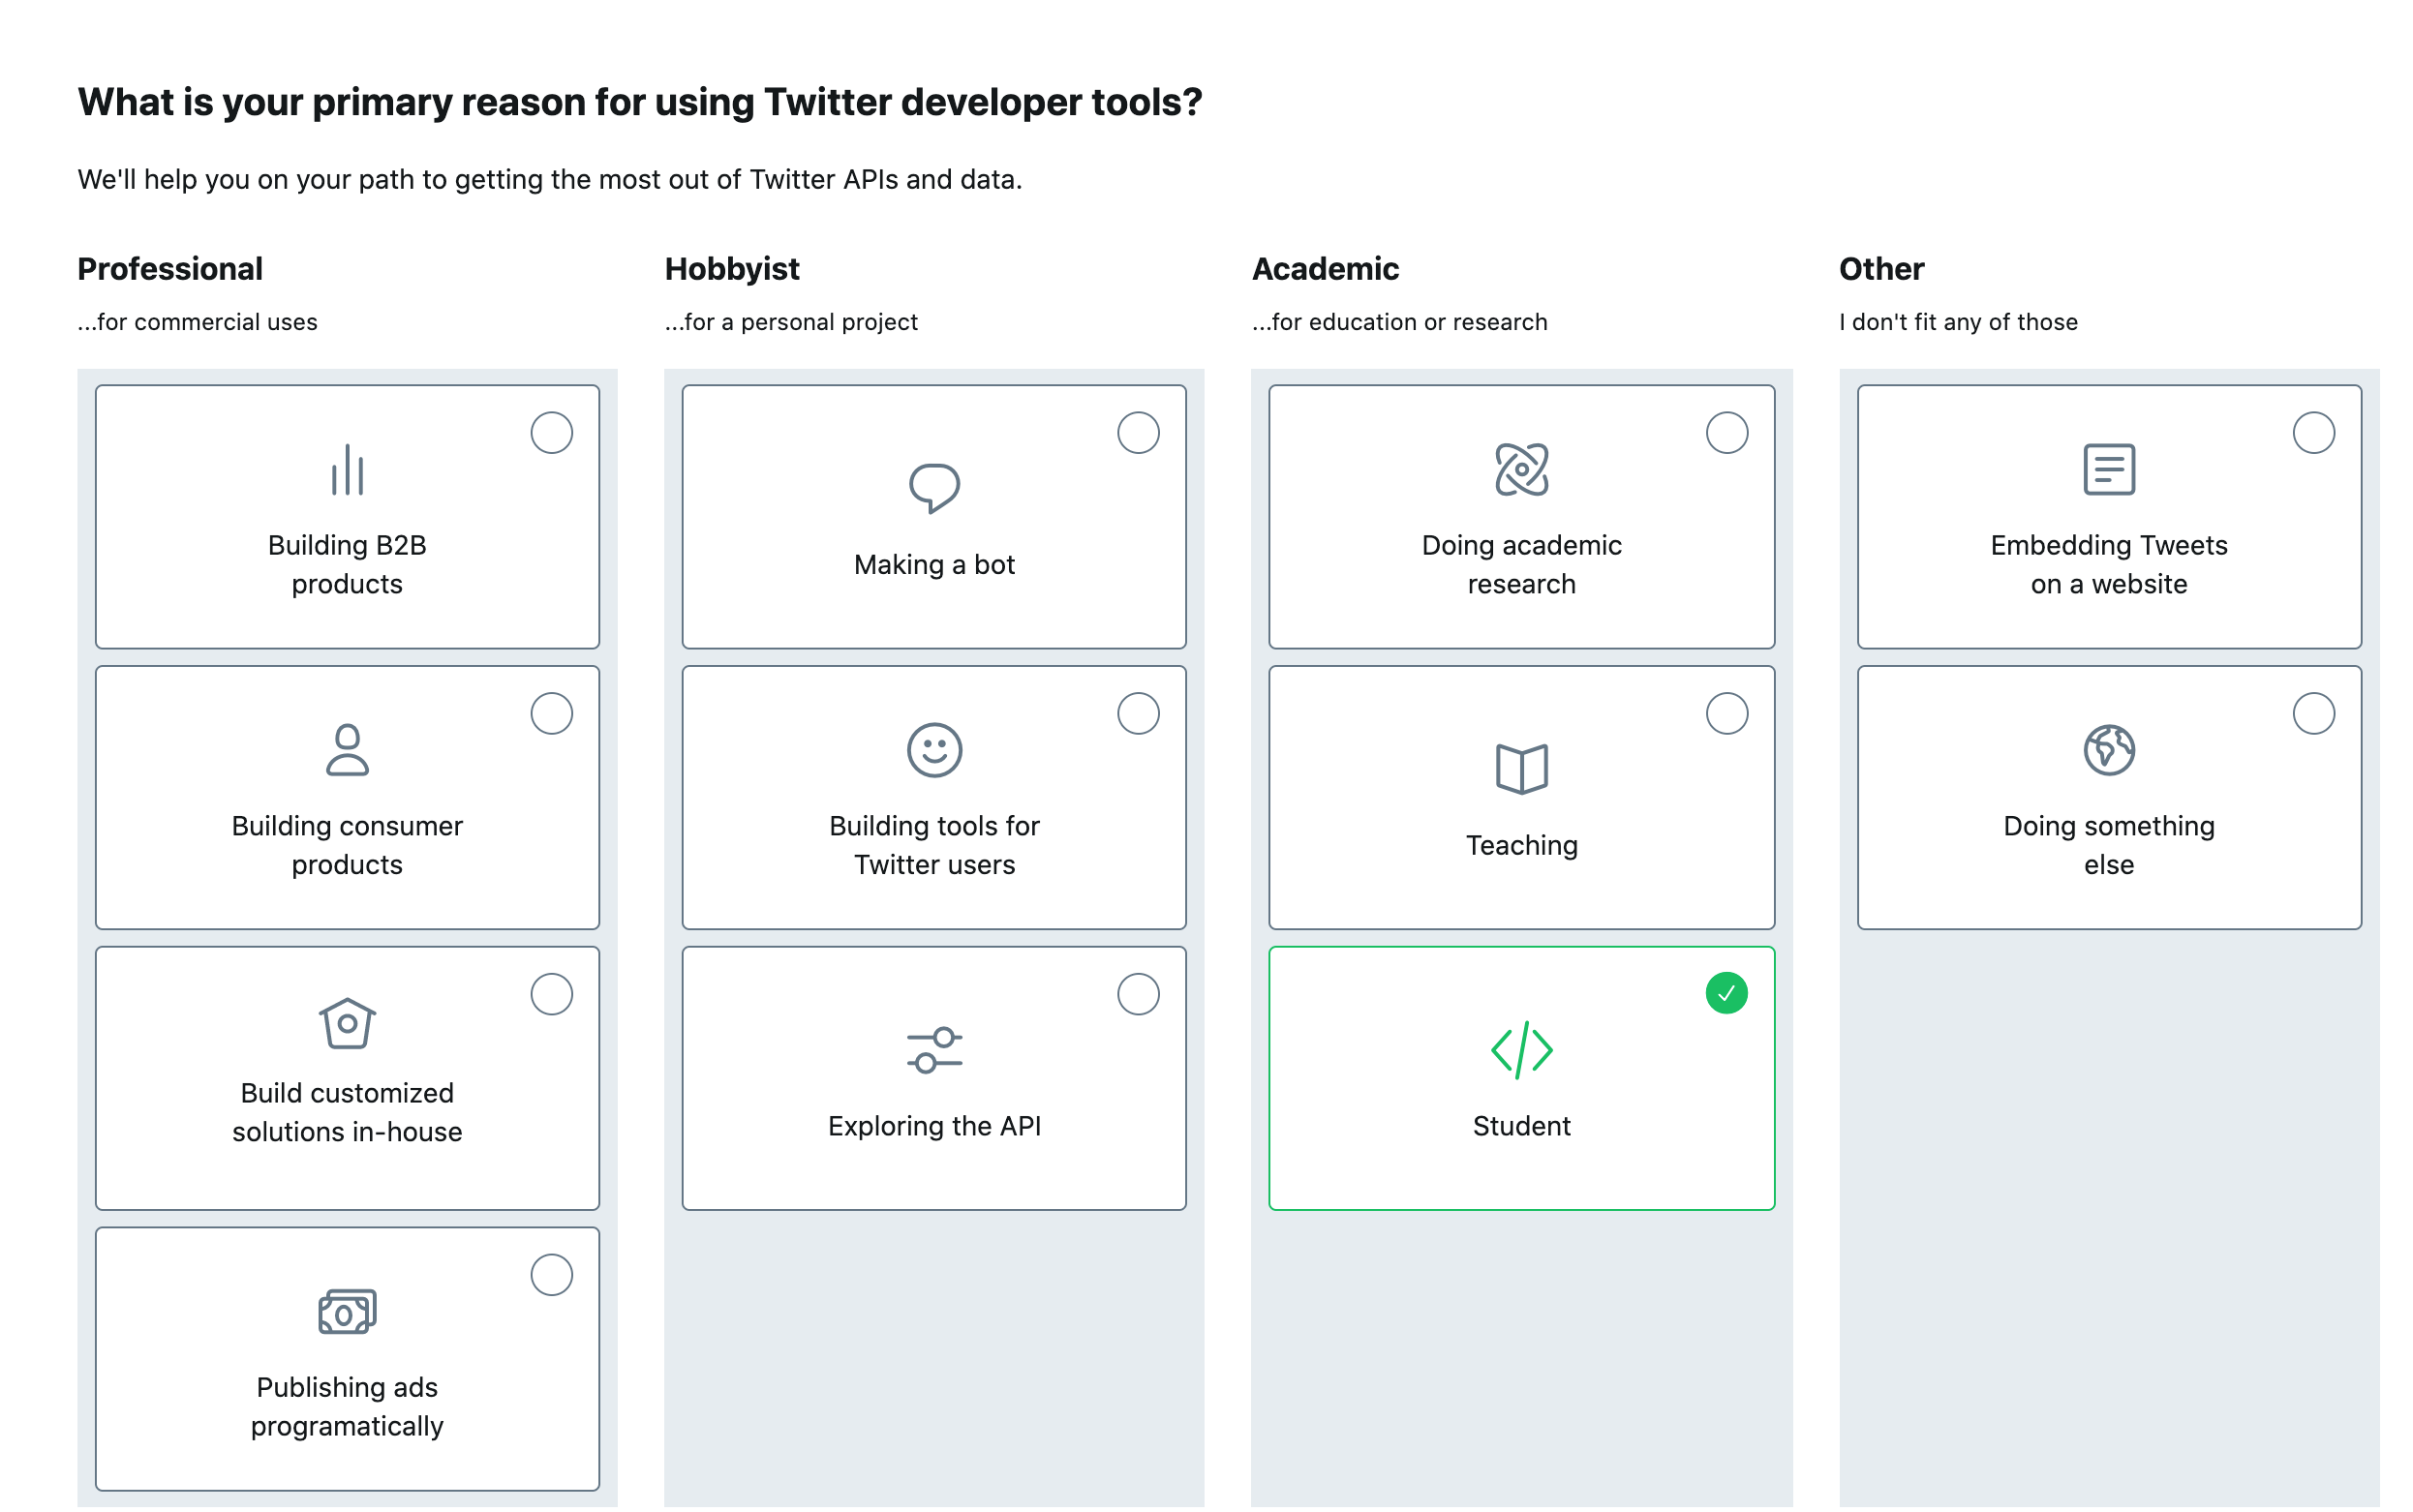 What is your primary reason for using Twitter developer tools?
We'll help you on your path to getting the most out of Twitter APIs and data.
Professional
...for commercial uses
Building B2B
products
Building consumer
products
Build customized
solutions in-house
Publishing ads
programatically
Hobbyist
...for a personal project
Making a bot
Building tools for
Twitter users
Exploring the API
Academic
...for education or research
Doing academic
research
Teaching
Student
Other
I don't fit any of those
Embedding Tweets
on a website
Doing something
else